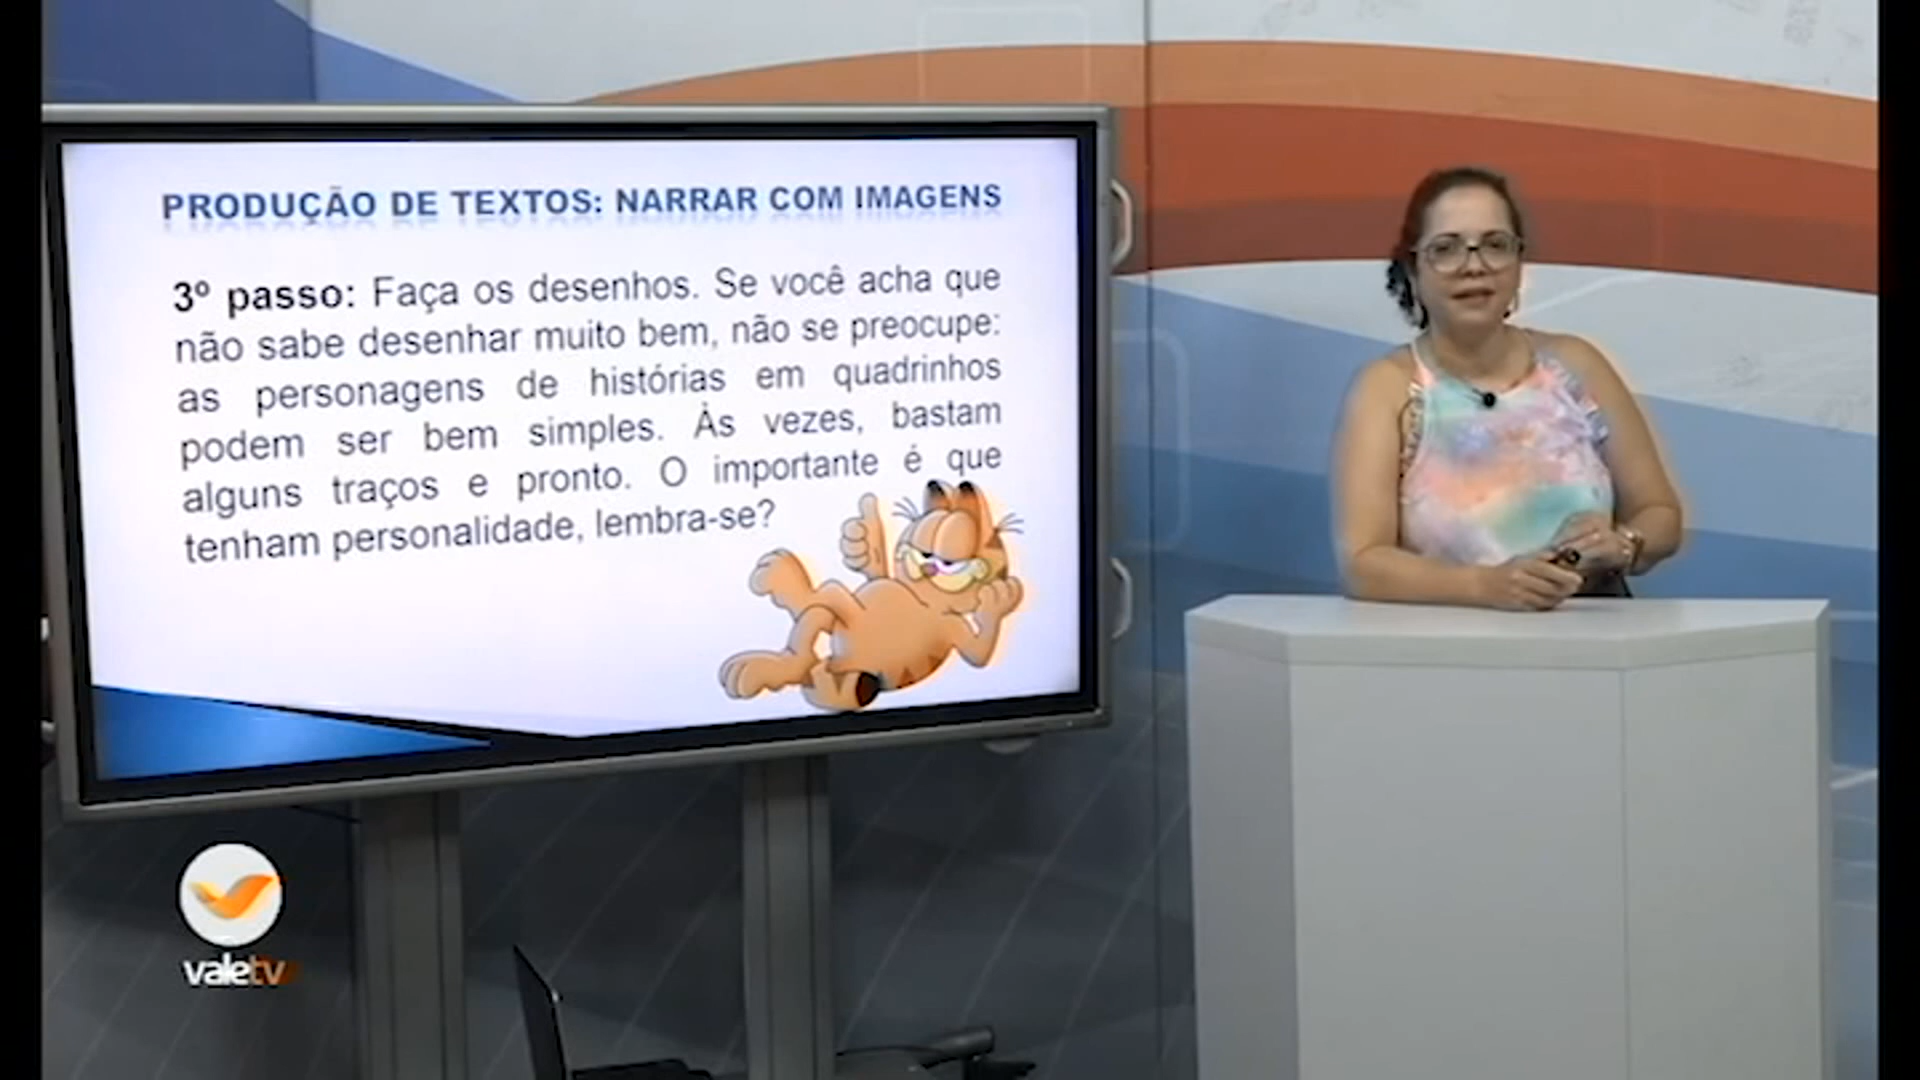 PRODUÇÃO DE TEXTOS: NARRAR COM IMAGENS
3º passo: Faça os desenhos. Se você acha que
não sabe desenhar muito bem, não se preocupe:
as personagens de histórias em quadrinhos
podem ser bem simples. Às vezes, bastam
alguns traços e pronto. O importante é que
tenham personalidade, lembra-se?
valetv